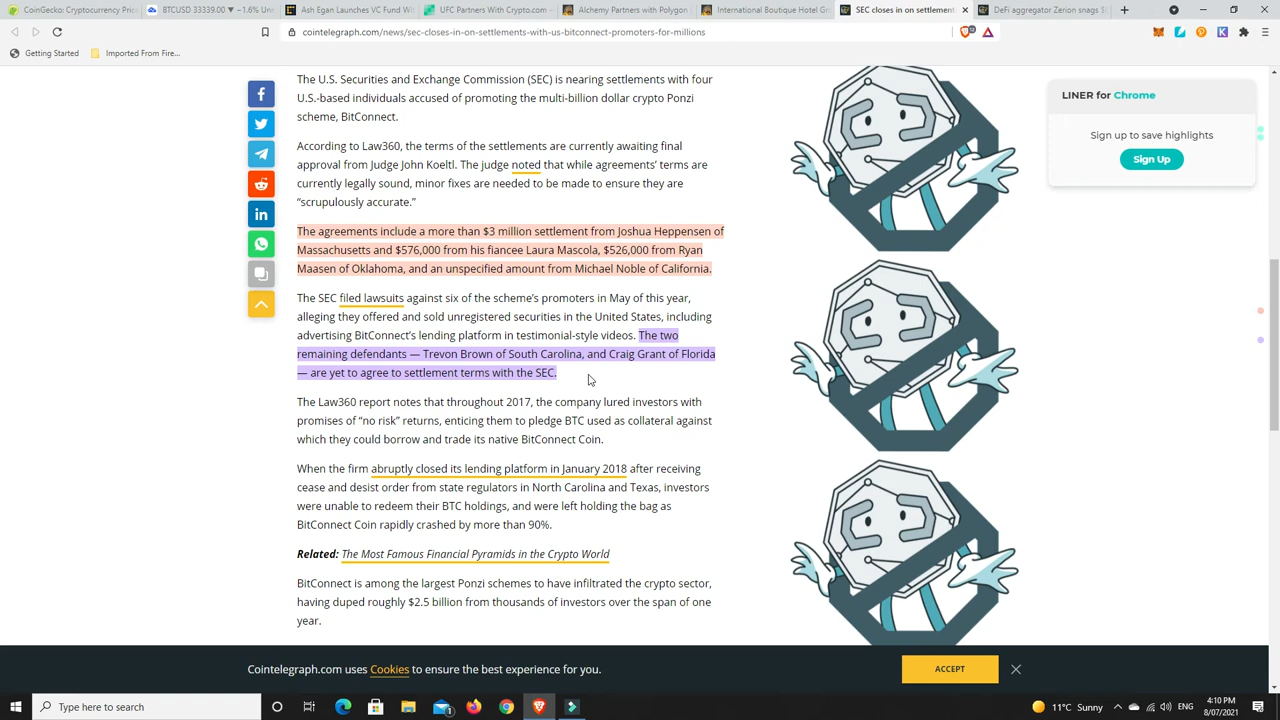 CoinGecko: Cryptocurrency Pric
BTCUSD 33339.00 ▼ −1.6% Unn
Ash Egan Launches VC Fund Wi
UFC Partners With Crypto.com –
Alchemy Partners with Polygon
International Boutique Hotel Gr
SEC closes in on settlement
DeFi aggregator Zerion snags $
cointelegraph.com/news/sec-closes-in-on-settlements-with-us-bitconnect-promoters-for-millions
Getting Started
Imported From Fire...
The U.S. Securities and Exchange Commission (SEC) is nearing settlements with four
U.S.-based individuals accused of promoting the multi-billion dollar crypto Ponzi
scheme, BitConnect.
According to Law360, the terms of the settlements are currently awaiting final
approval from Judge John Koeltl. The judge noted that while agreements’ terms are
currently legally sound, minor fixes are needed to be made to ensure they are
“scrupulously accurate.”
The agreements include a more than $3 million settlement from Joshua Heppensen of
Massachusetts and $576,000 from his fiancee Laura Mascola, $526,000 from Ryan
Maasen of Oklahoma, and an unspecified amount from Michael Noble of California.
The SEC filed lawsuits against six of the scheme’s promoters in May of this year,
alleging they offered and sold unregistered securities in the United States, including
advertising BitConnect’s lending platform in testimonial-style videos. The two
remaining defendants — Trevon Brown of South Carolina, and Craig Grant of Florida
— are yet to agree to settlement terms with the SEC.
The Law360 report notes that throughout 2017, the company lured investors with
promises of “no risk” returns, enticing them to pledge BTC used as collateral against
which they could borrow and trade its native BitConnect Coin.
When the firm abruptly closed its lending platform in January 2018 after receiving
cease and desist order from state regulators in North Carolina and Texas, investors
were unable to redeem their BTC holdings, and were left holding the bag as
BitConnect Coin rapidly crashed by more than 90%.
Related: The Most Famous Financial Pyramids in the Crypto World
BitConnect is among the largest Ponzi schemes to have infiltrated the crypto sector,
having duped roughly $2.5 billion from thousands of investors over the span of one
year.
LINER for Chrome
Sign up to save highlights
Sign Up
Cointelegraph.com uses Cookies to ensure the best experience for you.
ACCEPT
Type here to search
11°C Sunny
ENG
4:10 PM
8/07/2021